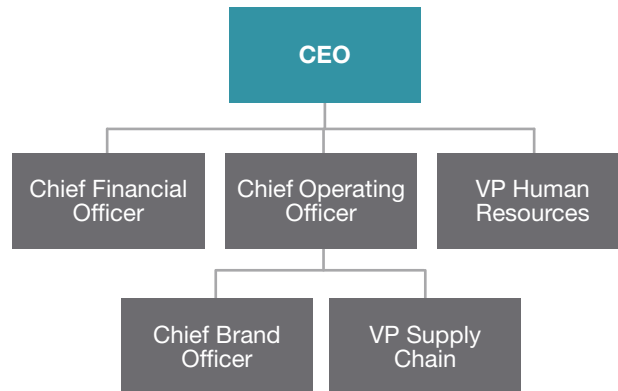 CEO
Chief Financial
Officer
Chief Operating
Officer
VP Human
Resources
Chief Brand
Officer
VP Supply
Chain